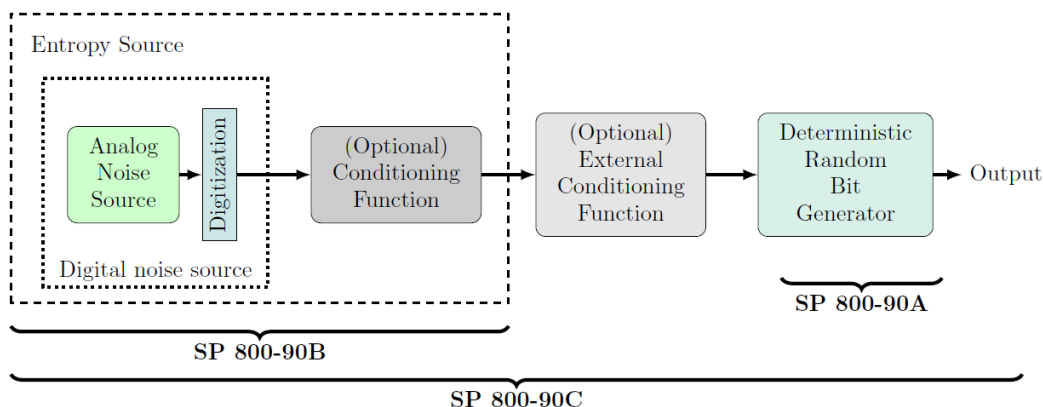 Entropy Source
Analog
Noise
Source
Digitization
Digital noise source
(Optional)
Conditioning
Function
(Optional)
External
Conditioning
Function
Deterministic
Random
Bit
Generator
Output
SP 800-90A
SP 800-90B
SP 800-90C